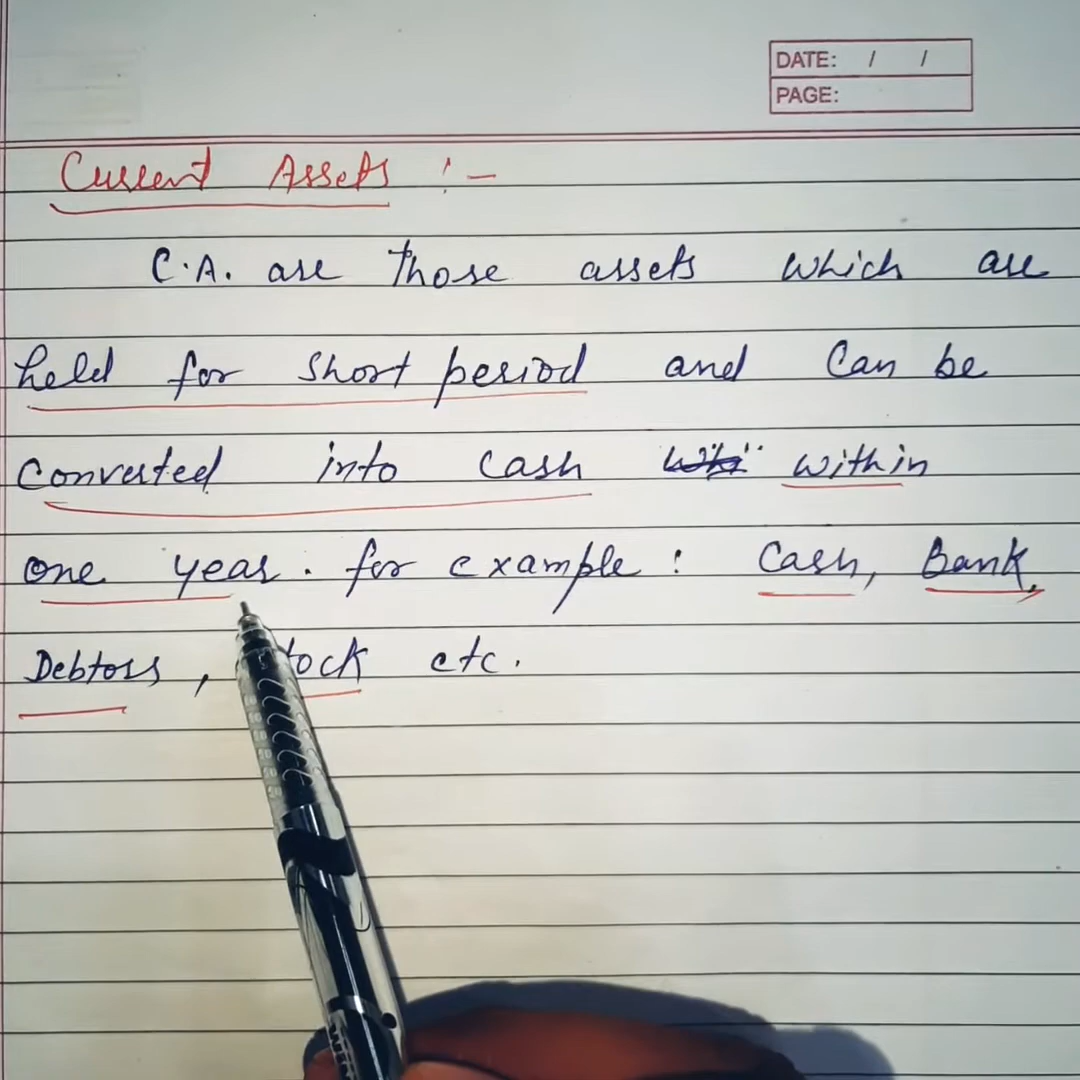 DATE: / /
PAGE:
Current Assets :-
C.A. are those assets which are
held for short period and can be
converted into cash within
one year. for example : Cash, Bank,
Debtors, tock etc.